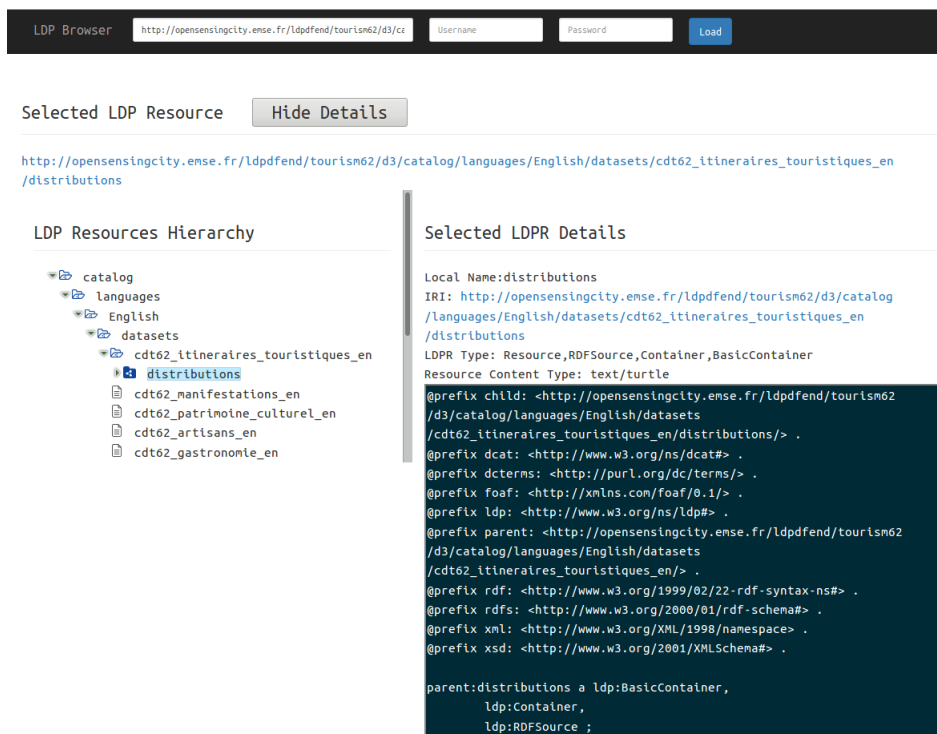 LDP Browser http://opensensingcity.emse.fr/ldpdfend/tourism62/d3/ca Username Password Load
Selected LDP Resource Hide Details
http://opensensingcity.emse.fr/ldpdfend/tourism62/d3/catalog/languages/English/datasets/cdt62_itineraires_touristiques_en
/distributions
LDP Resources Hierarchy
catalog
languages
English
datasets
cdt62_itineraires_touristiques_en
distributions
cdt62_manifestations_en
cdt62_patrimoine_culturel_en
cdt62_artisans_en
cdt62_gastronomie_en
Selected LDPR Details
Local Name:distributions
IRI: http://opensensingcity.emse.fr/ldpdfend/tourism62/d3/catalog
/languages/English/datasets/cdt62_itineraires_touristiques_en
/distributions
LDPR Type: Resource,RDFSource,Container,BasicContainer
Resource Content Type: text/turtle
@prefix child: <http://opensensingcity.emse.fr/ldpdfend/tourism62
/d3/catalog/languages/English/datasets
/cdt62_itineraires_touristiques_en/distributions/> .
@prefix dcat: <http://www.w3.org/ns/dcat#> .
@prefix dcterms: <http://purl.org/dc/terms/> .
@prefix foaf: <http://xmlns.com/foaf/0.1/> .
@prefix ldp: <http://www.w3.org/ns/ldp#> .
@prefix parent: <http://opensensingcity.emse.fr/ldpdfend/tourism62
/d3/catalog/languages/English/datasets
/cdt62_itineraires_touristiques_en/> .
@prefix rdf: <http://www.w3.org/1999/02/22-rdf-syntax-ns#> .
@prefix rdfs: <http://www.w3.org/2000/01/rdf-schema#> .
@prefix xml: <http://www.w3.org/XML/1998/namespace> .
@prefix xsd: <http://www.w3.org/2001/XMLSchema#> .
parent:distributions a ldp:BasicContainer,
ldp:Container,
ldp:RDFSource ;